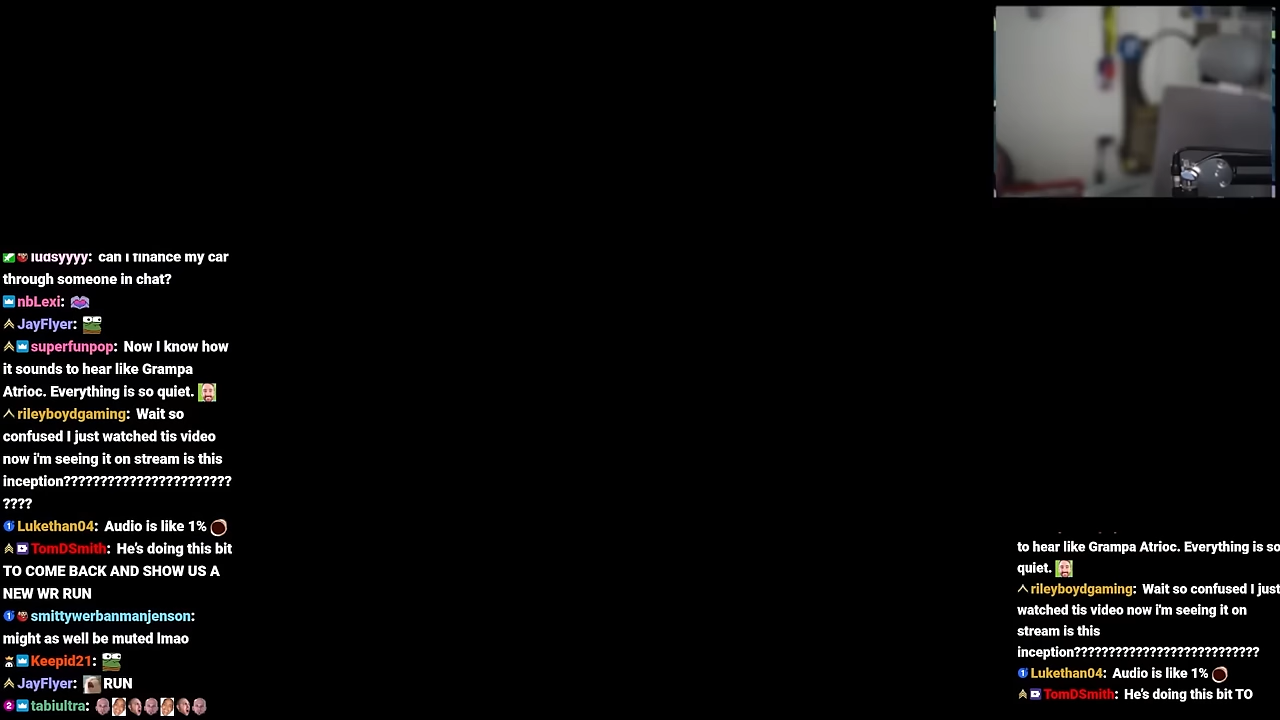 ludsyyyy: can I finance my car
through someone in chat?
nbLexi:
JayFlyer:
superfunpop: Now I know how
it sounds to hear like Grampa
Atrioc. Everything is so quiet.
rileyboydgaming: Wait so
confused I just watched tis video
now i'm seeing it on stream is this
inception???????????????????????
????
Lukethan04: Audio is like 1%
TomDSmith: He's doing this bit
TO COME BACK AND SHOW US A
NEW WR RUN
smittywerbanmanjenson:
might as well be muted lmao
Keepid21:
JayFlyer: RUN
tabiultra:
to hear like Grampa Atrioc. Everything is so
quiet.
rileyboydgaming: Wait so confused I just
watched tis video now i'm seeing it on
stream is this
inception???????????????????????????
Lukethan04: Audio is like 1%
TomDSmith: He's doing this bit TO